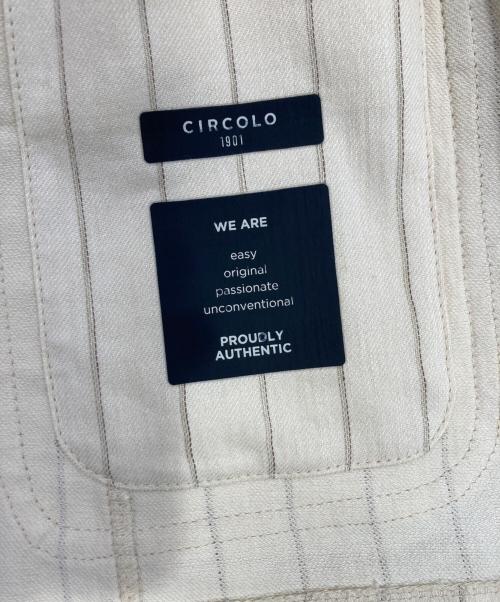 CIRCOLO
1901
WE ARE
easy
original
passionate
unconventional
PROUDLY
AUTHENTIC